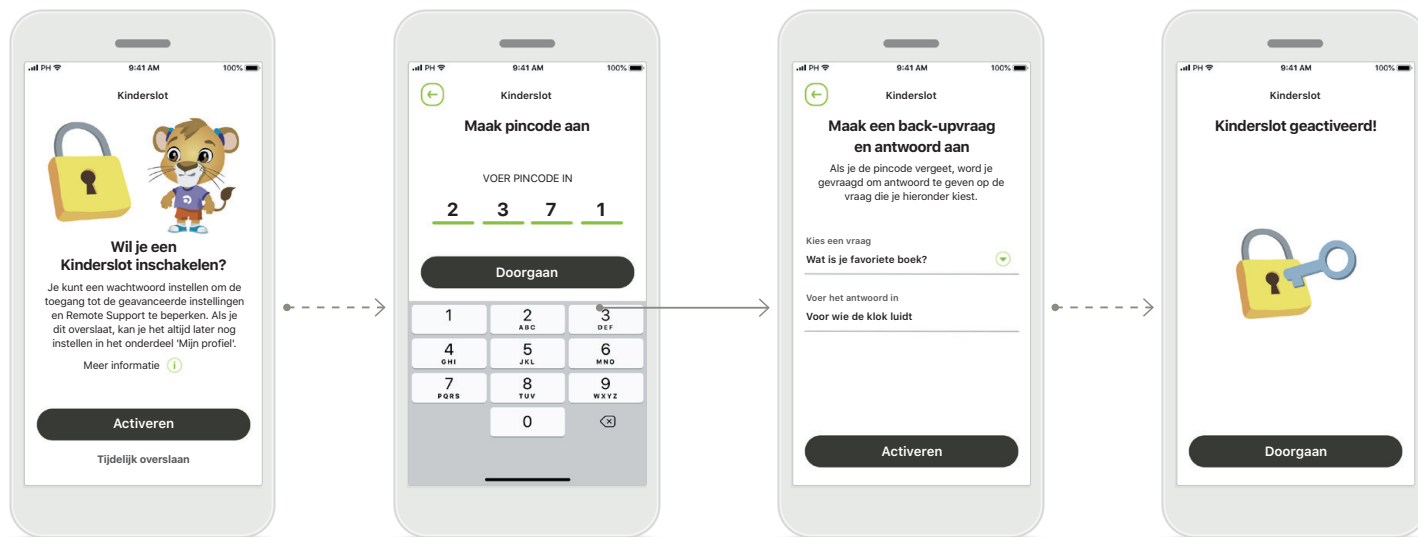 PH 9:41 AM 100%
Kinderslot
Wil je een
Kinderslot inschakelen?
Je kunt een wachtwoord instellen om de
toegang tot de geavanceerde instellingen
en Remote Support te beperken. Als je
dit overslaat, kan je het altijd later nog
instellen in het onderdeel 'Mijn profiel'.
Meer informatie i
Activeren
Tijdelijk overslaan
PH 9:41 AM 100%
Kinderslot
Maak pincode aan
VOER PINCODE IN
2 3 7 1
Doorgaan
1 2 3
ABC DEF
4 5 6
GHI JKL MNO
7 8 9
PQRS TUV WXYZ
0
PH 9:41 AM 100%
Kinderslot
Maak een back-upvraag
en antwoord aan
Als je de pincode vergeet, word je
gevraagd om antwoord te geven op de
vraag die je hieronder kiest.
Kies een vraag
Wat is je favoriete boek?
Voer het antwoord in
Voor wie de klok luidt
Activeren
PH 9:41 AM 100%
Kinderslot
Kinderslot geactiveerd!
Doorgaan